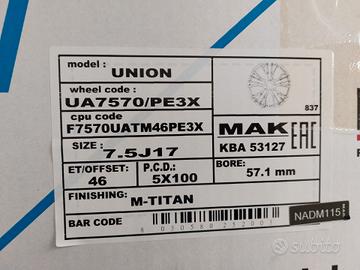 model :
UNION
wheel code :
UA7570/PE3X
cpu code
F7570UATM46PE3X
837
SIZE :
7.5J17
MAK EAC
KBA 53127
ET/OFFSET:
46
P.C.D.:
5X100
BORE:
57.1 mm
FINISHING:
M-TITAN
BAR CODE
NADM115
subito